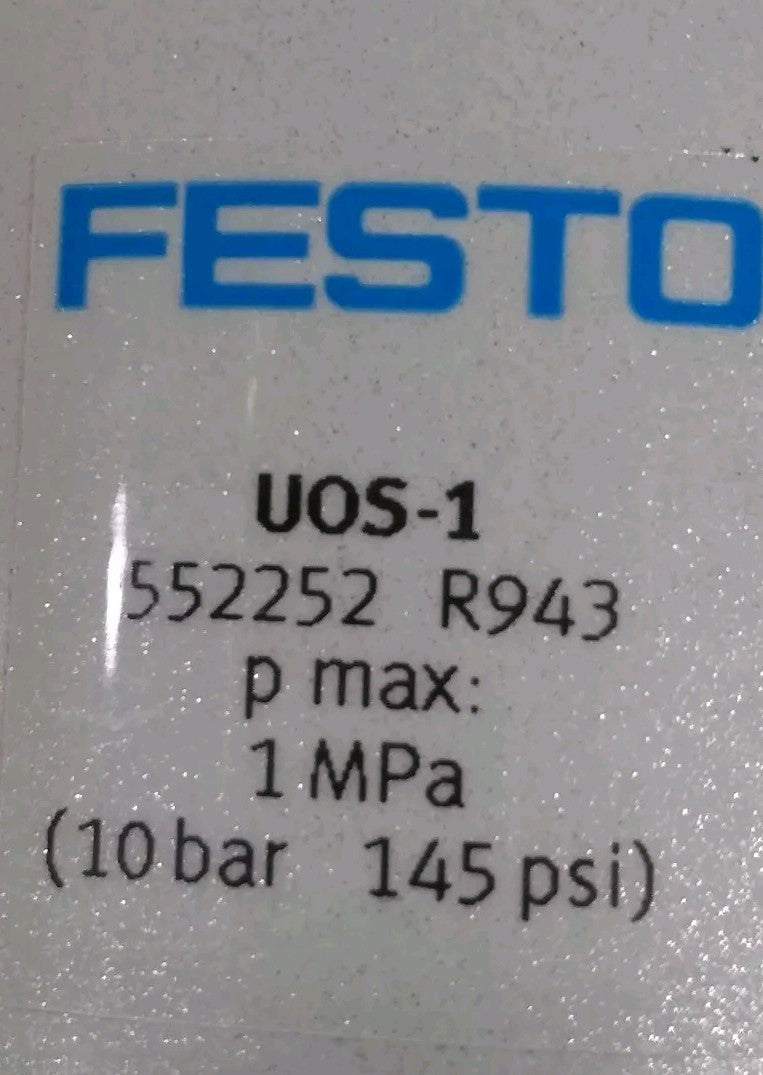 FESTO
UOS-1
552252 R943
p max:
1 MPa
(10 bar 145 psi)